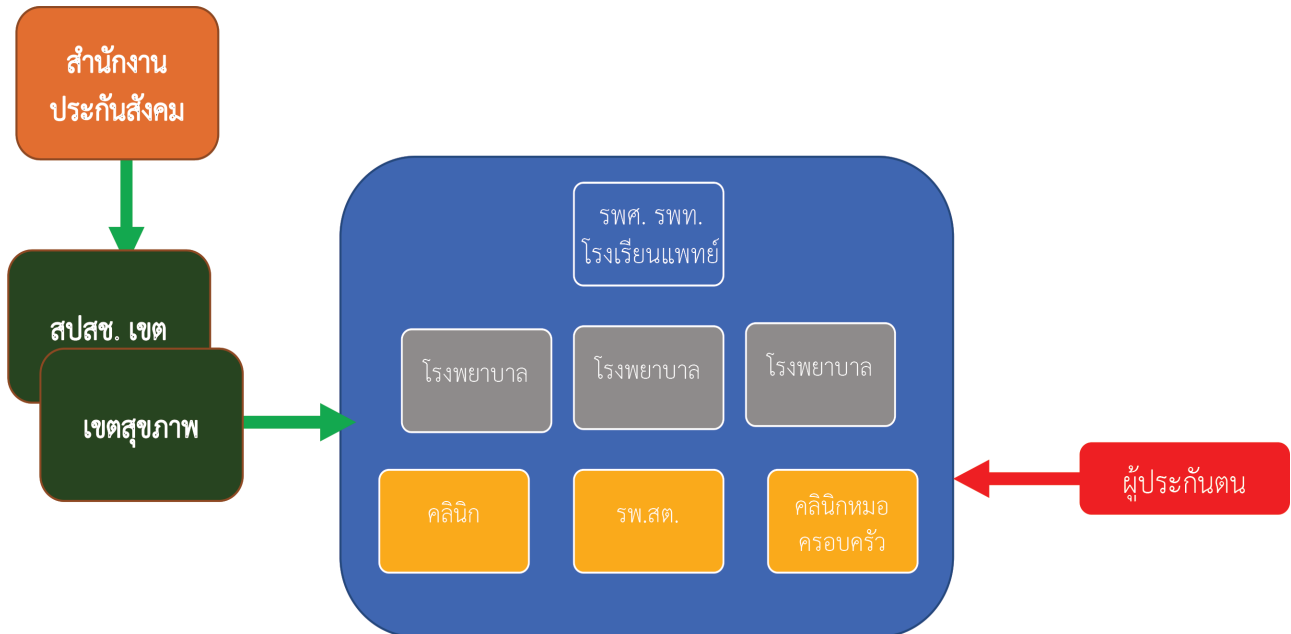 สำนักงาน
ประกันสังคม
รพศ. รพท.
โรงเรียนแพทย์
สปสช. เขต
เขตสุขภาพ
โรงพยาบาล
โรงพยาบาล
โรงพยาบาล
คลินิก
รพ.สต.
คลินิกหมอ
ครอบครัว
ผู้ประกันตน